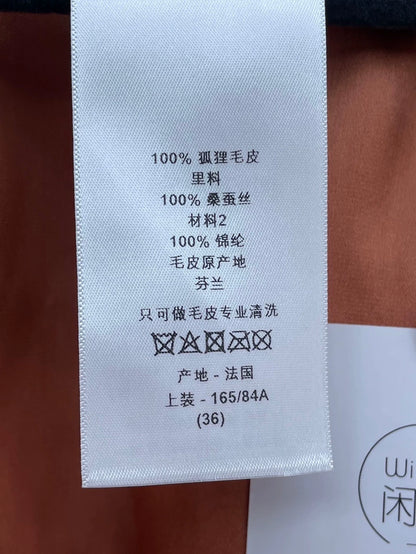 100% 狐狸毛皮
里料
100% 桑蚕丝
材料2
100% 锦纶
毛皮原产地
芬兰
只可做毛皮专业清洗
产地 - 法国
上装 - 165/84A
(36)